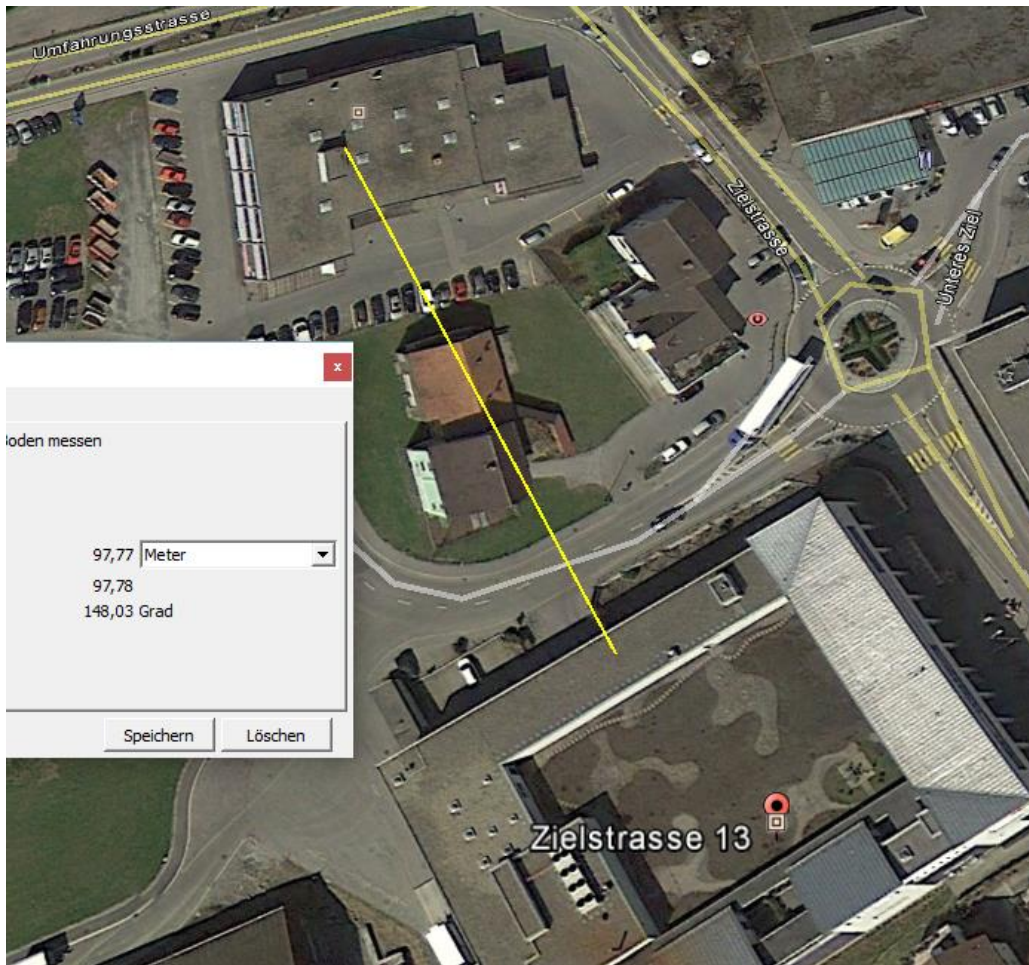 Umfahrungsstrasse
Zielstrasse
Unteres Ziel
x
Boden messen
97,77 Meter
97,78
148,03 Grad
Speichern Löschen
Zielstrasse 13